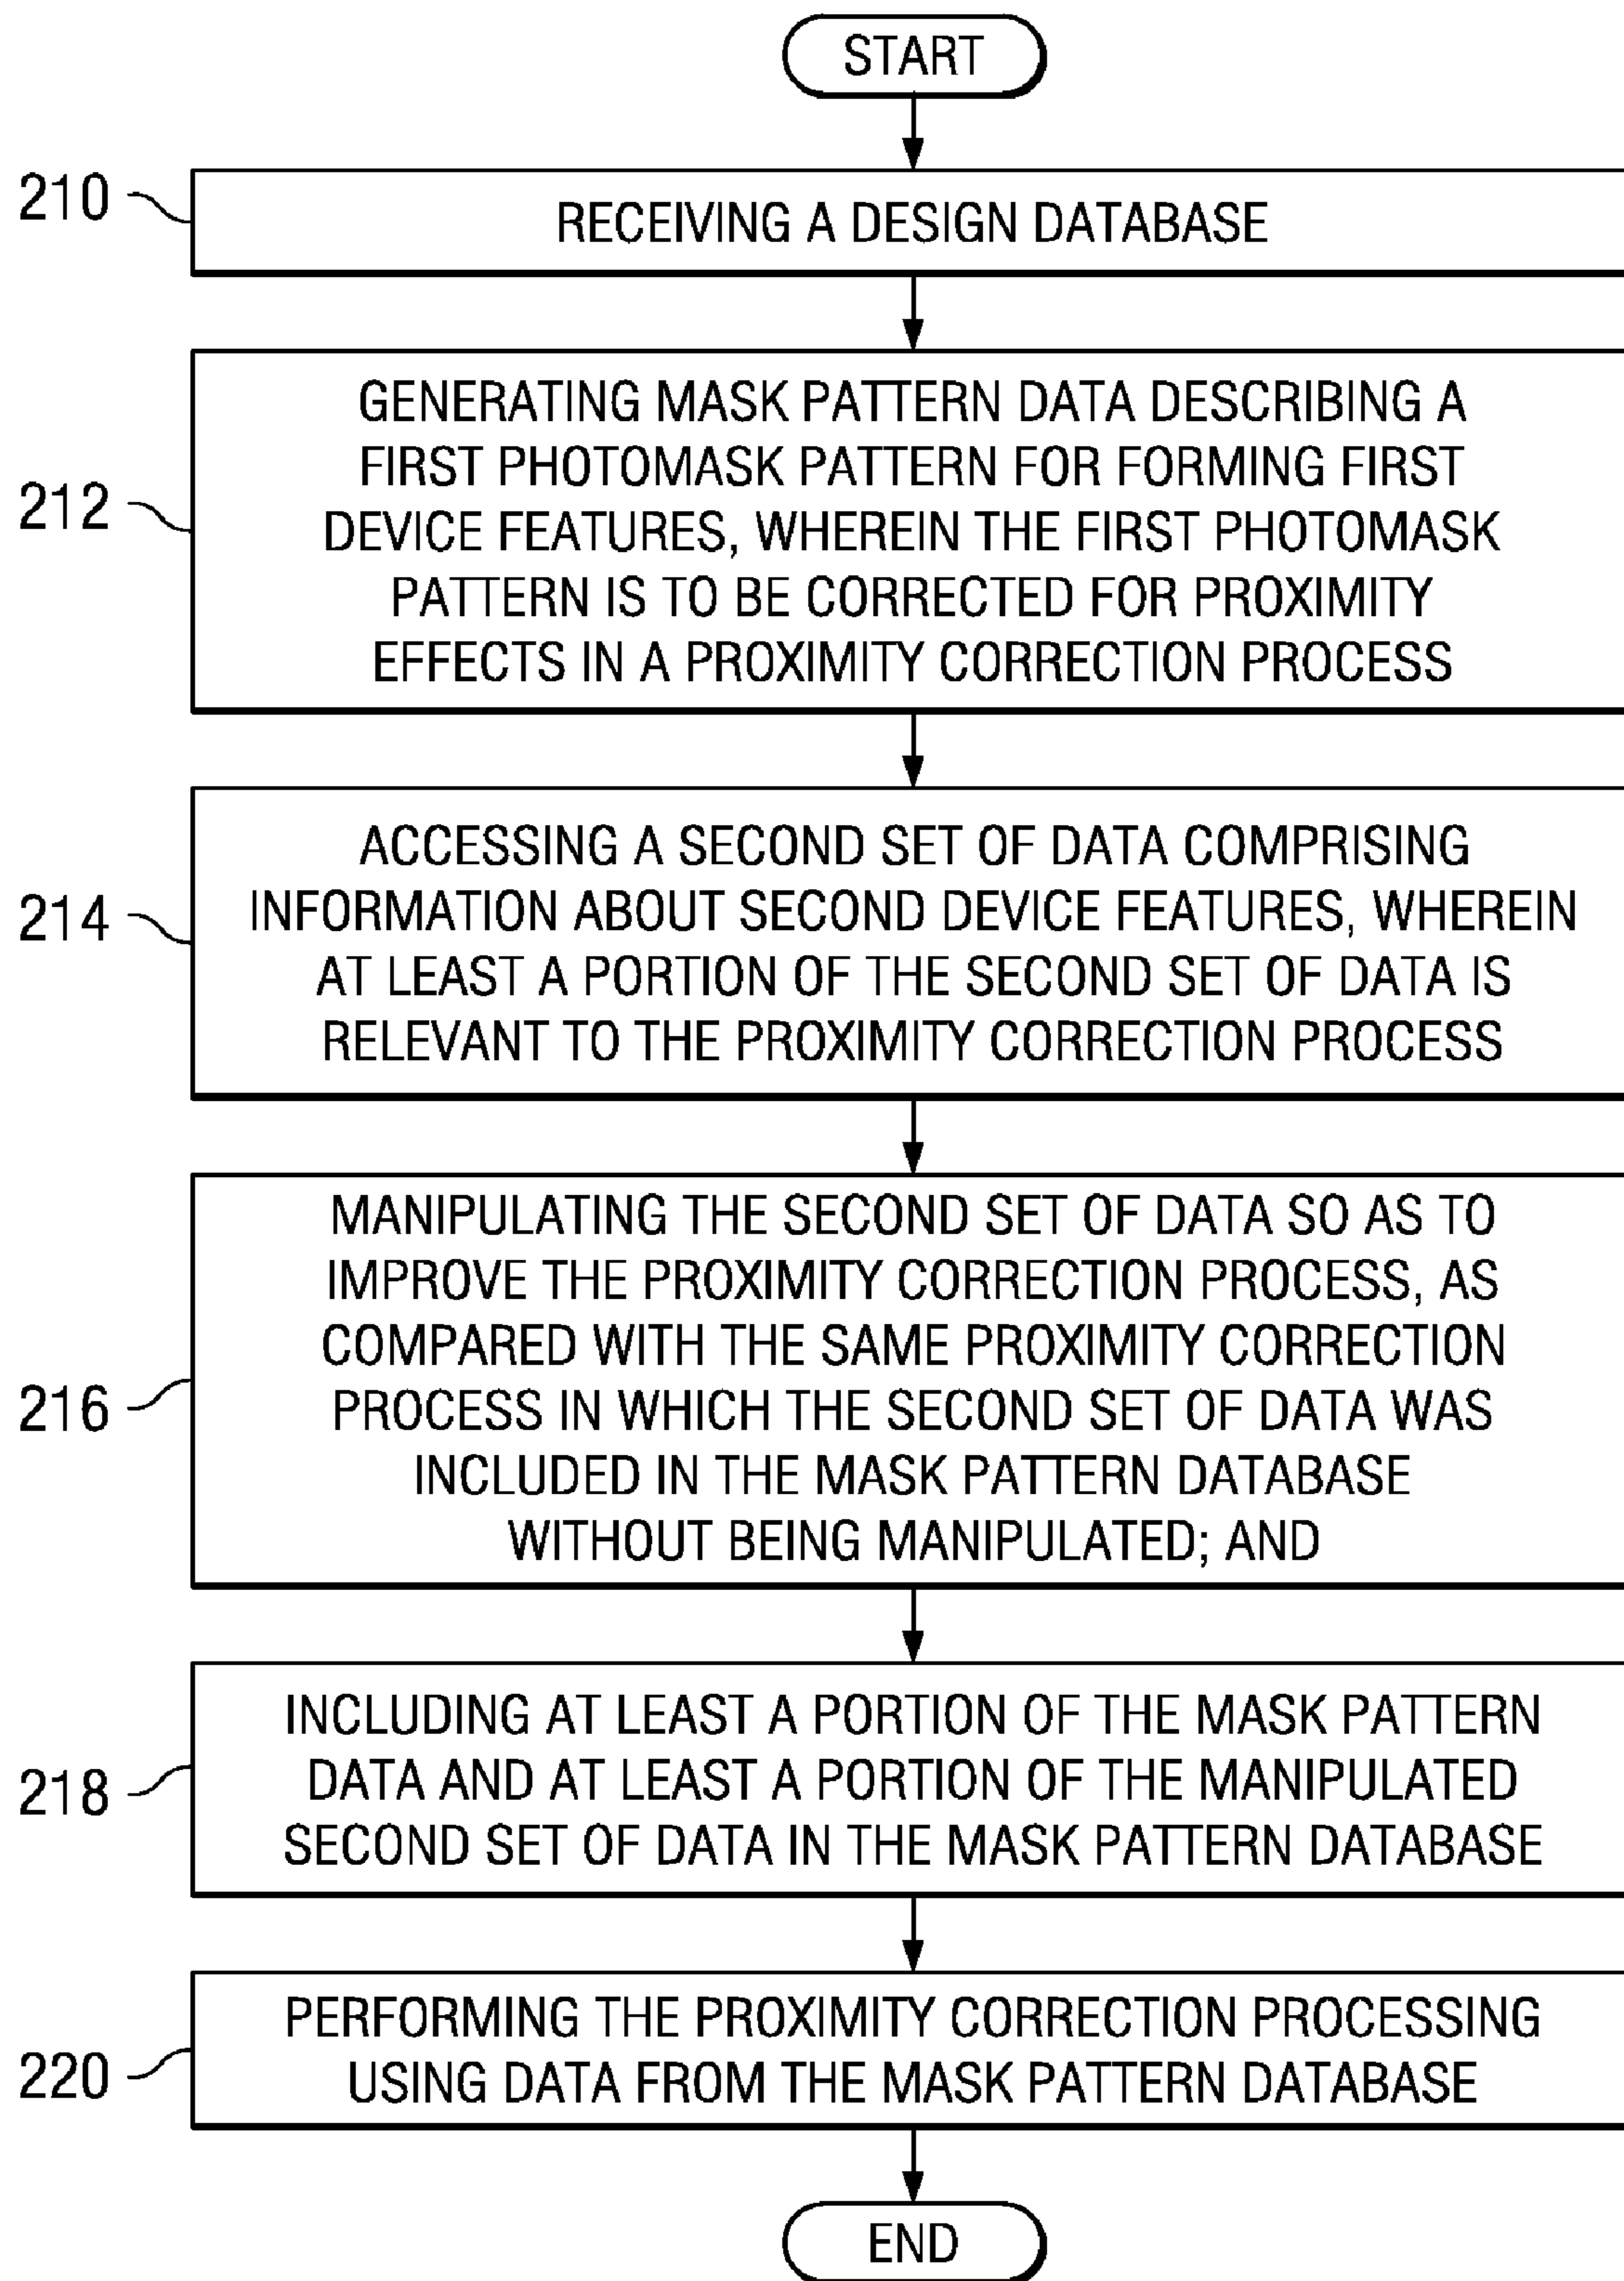 START
210
RECEIVING A DESIGN DATABASE
212
GENERATING MASK PATTERN DATA DESCRIBING A
FIRST PHOTOMASK PATTERN FOR FORMING FIRST
DEVICE FEATURES, WHEREIN THE FIRST PHOTOMASK
PATTERN IS TO BE CORRECTED FOR PROXIMITY
EFFECTS IN A PROXIMITY CORRECTION PROCESS
214
ACCESSING A SECOND SET OF DATA COMPRISING
INFORMATION ABOUT SECOND DEVICE FEATURES, WHEREIN
AT LEAST A PORTION OF THE SECOND SET OF DATA IS
RELEVANT TO THE PROXIMITY CORRECTION PROCESS
216
MANIPULATING THE SECOND SET OF DATA SO AS TO
IMPROVE THE PROXIMITY CORRECTION PROCESS, AS
COMPARED WITH THE SAME PROXIMITY CORRECTION
PROCESS IN WHICH THE SECOND SET OF DATA WAS
INCLUDED IN THE MASK PATTERN DATABASE
WITHOUT BEING MANIPULATED; AND
218
INCLUDING AT LEAST A PORTION OF THE MASK PATTERN
DATA AND AT LEAST A PORTION OF THE MANIPULATED
SECOND SET OF DATA IN THE MASK PATTERN DATABASE
220
PERFORMING THE PROXIMITY CORRECTION PROCESSING
USING DATA FROM THE MASK PATTERN DATABASE
END